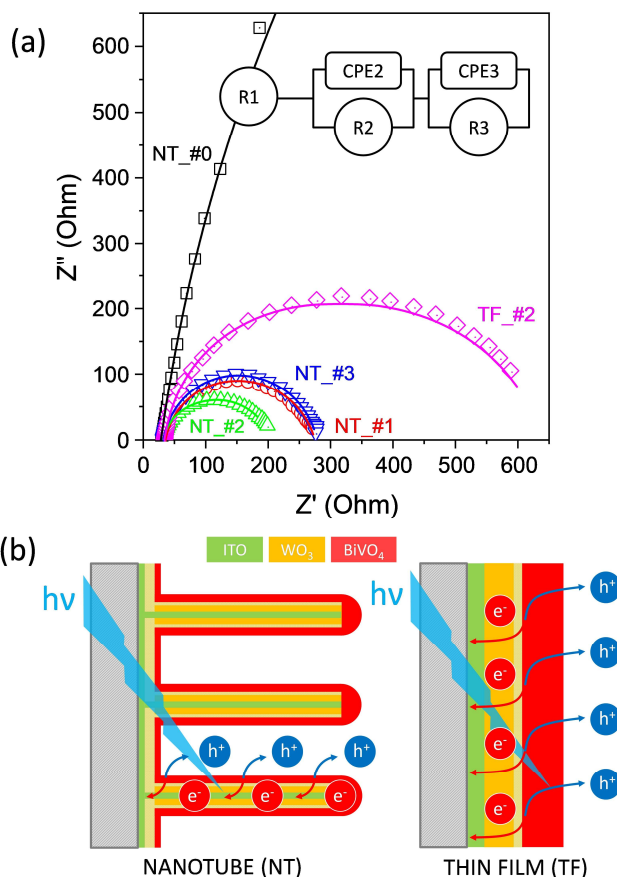 (a)
600
500
400
300
200
100
0
Z'' (Ohm)
0 100 200 300 400 500 600
Z' (Ohm)
R1
CPE2
R2
CPE3
R3
NT_#0
TF_#2
NT_#3
NT_#2
NT_#1
(b)
ITO WO₃ BiVO₄
hν
h⁺ h⁺ h⁺
e⁻ e⁻ e⁻
NANOTUBE (NT)
hν
e⁻ h⁺
e⁻ h⁺
e⁻ h⁺
e⁻ h⁺
THIN FILM (TF)